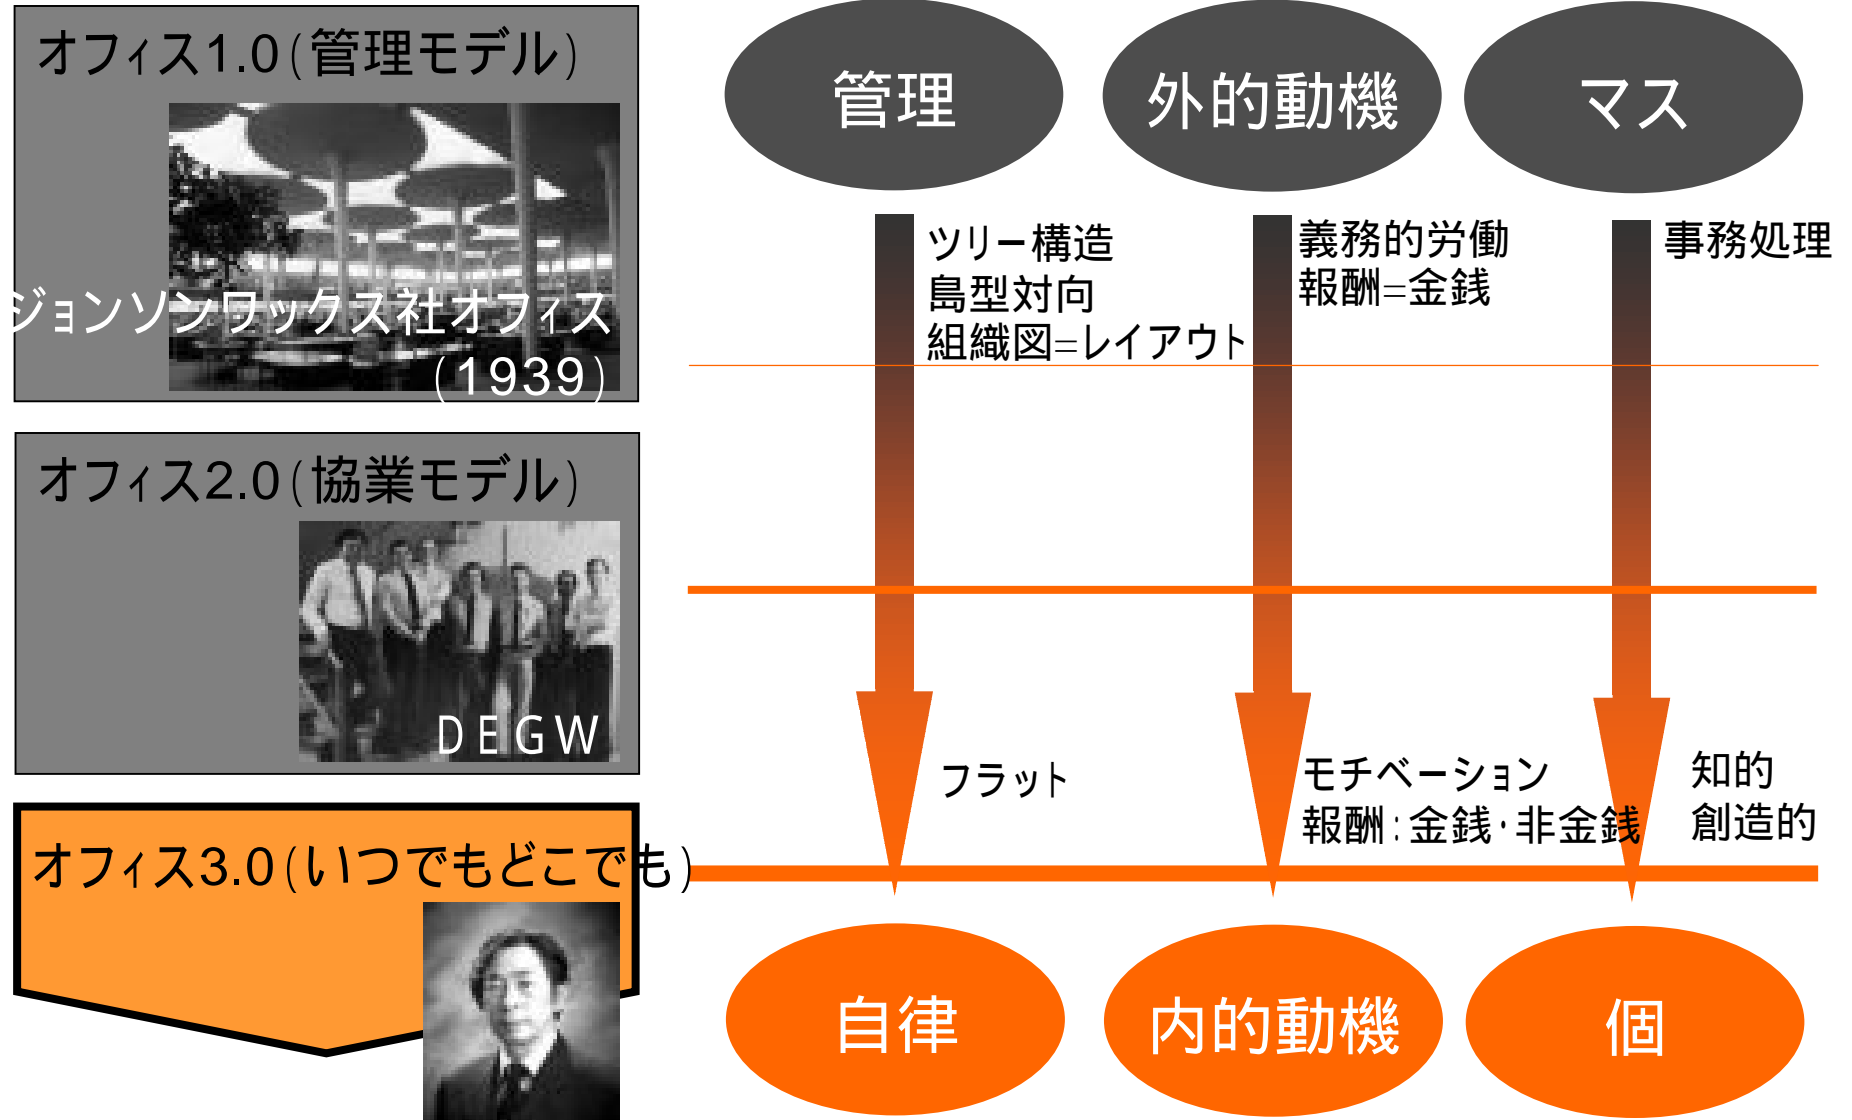 オフィス1.0(管理モデル)
ジョンソンワックス社オフィス
(1939)
オフィス2.0(協業モデル)
DEGW
オフィス3.0(いつでもどこでも)
管理
外的動機
マス
ツリー構造
島型対向
組織図=レイアウト
義務的労働
報酬=金銭
事務処理
フラット
モチベーション
報酬:金銭・非金銭
知的
創造的
自律
内的動機
個